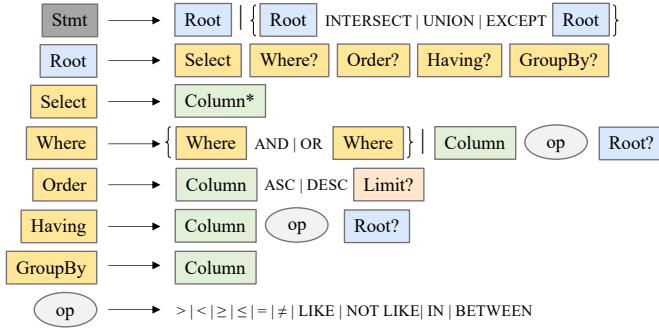 Stmt Root | { Root INTERSECT | UNION | EXCEPT Root }
Root Select Where? Order? Having? GroupBy?
Select Column*
Where { Where AND | OR Where } | Column op Root?
Order Column ASC | DESC Limit?
Having Column op Root?
GroupBy Column
op > | < | ≥ | ≤ | = | ≠ | LIKE | NOT LIKE| IN | BETWEEN